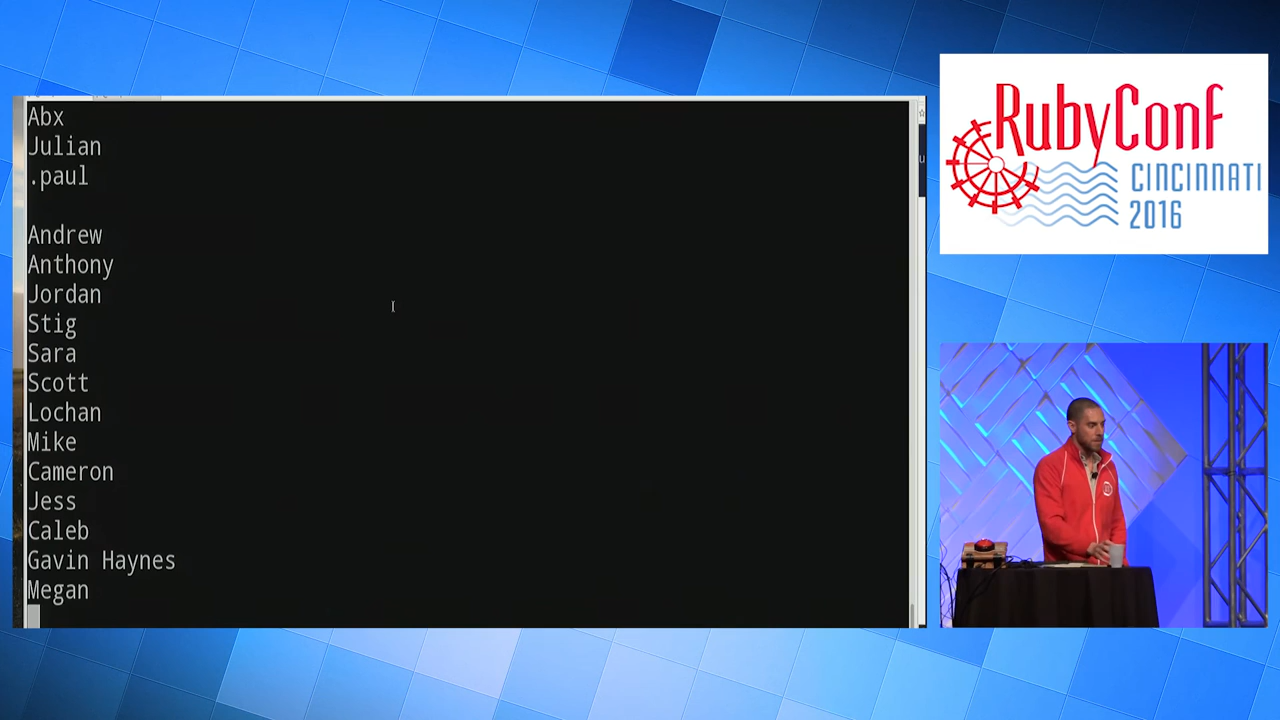 Abx
Julian
.paul
Andrew
Anthony
Jordan
Stig
Sara
Scott
Lochan
Mike
Cameron
Jess
Caleb
Gavin Haynes
Megan
RubyConf
CINCINNATI
2016